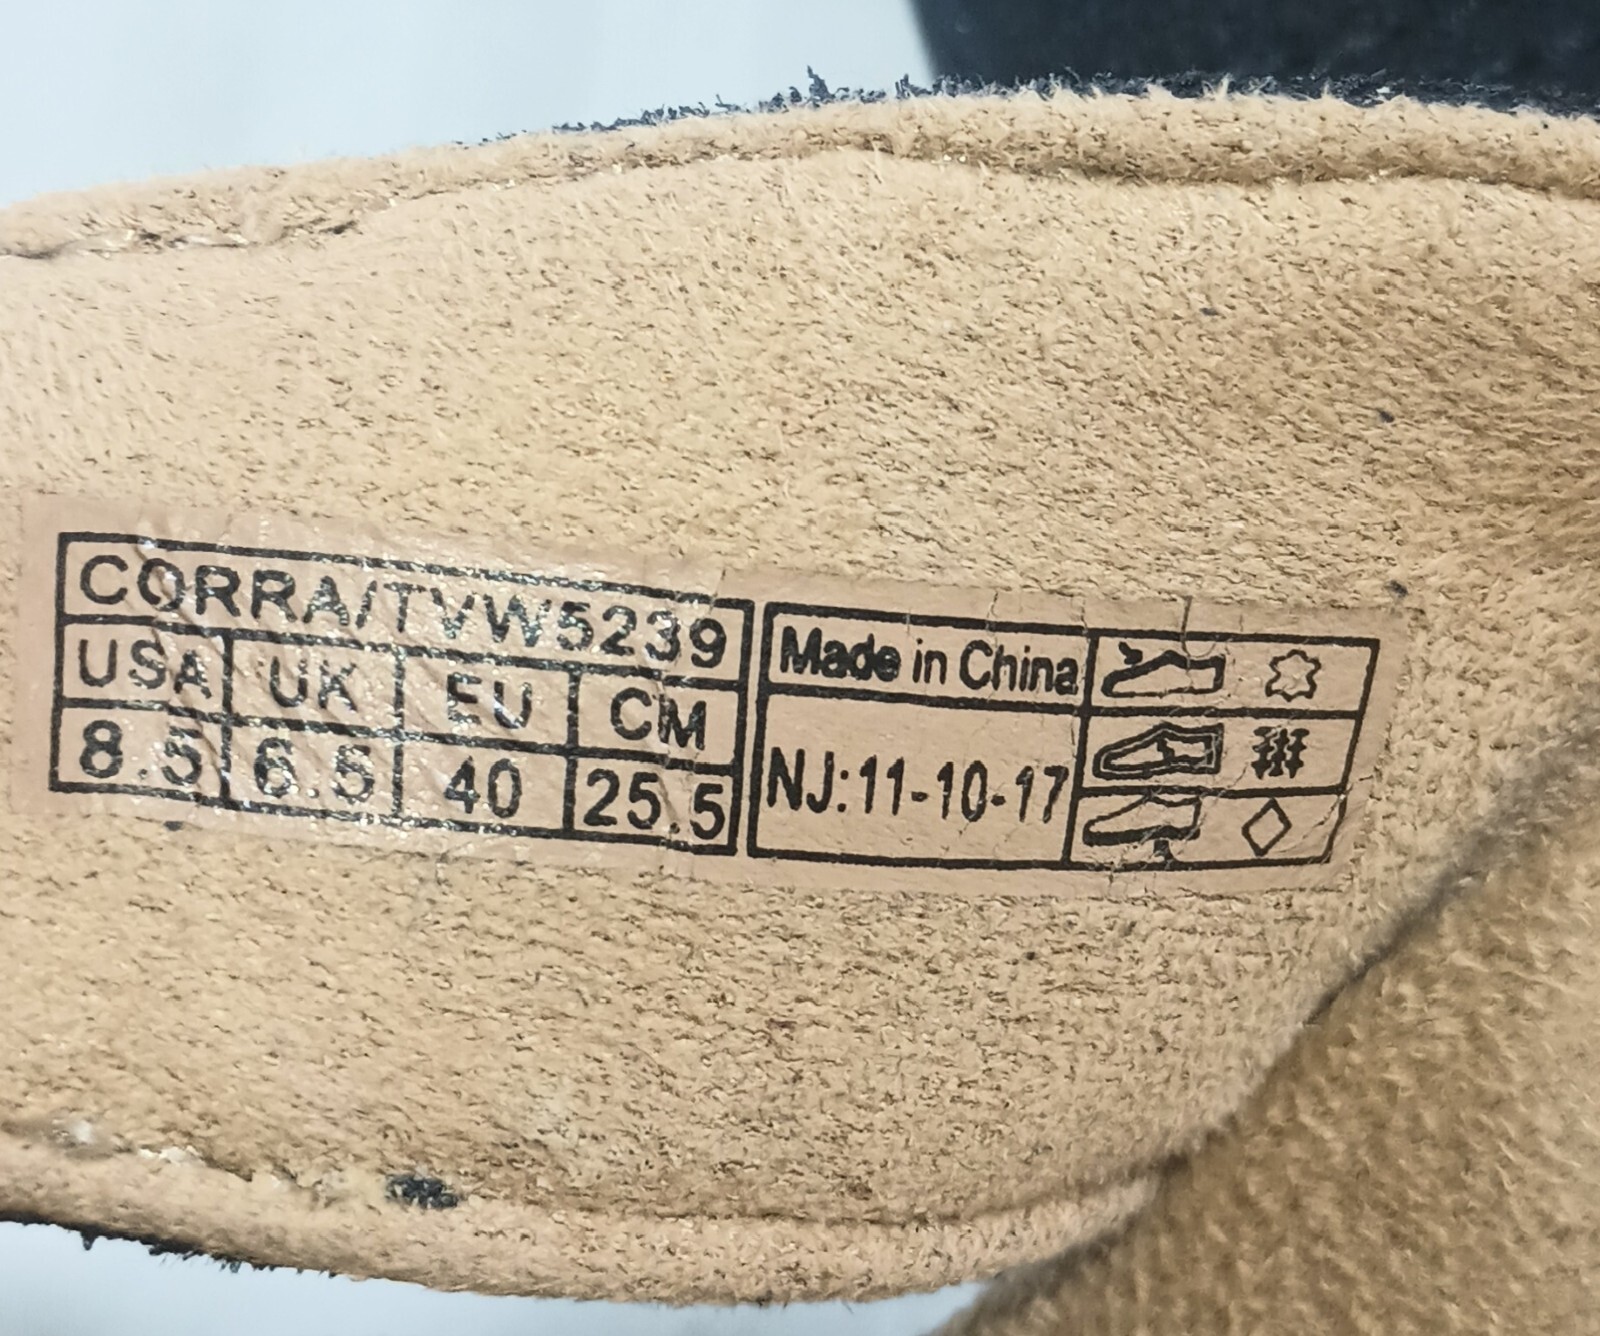 CORRA/TVW5239
USA UK EU CM
8.5 6.5 40 25.5
Made in China
NJ:11-10-17